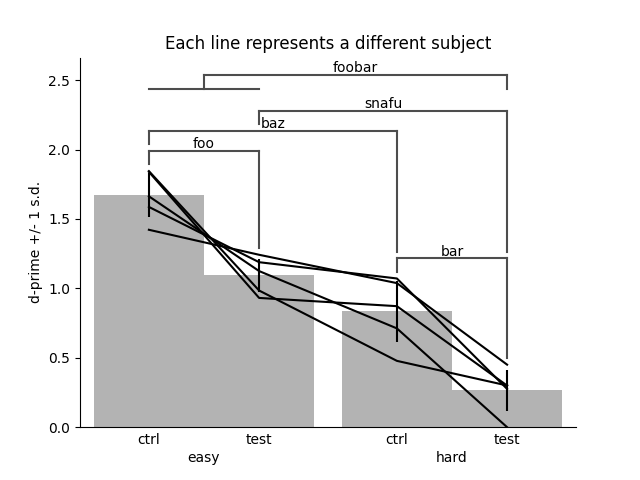 Each line represents a different subject
foobar
snafu
baz
foo
bar
d-prime +/- 1 s.d.
2.5
2.0
1.5
1.0
0.5
0.0
ctrl test ctrl test
easy hard